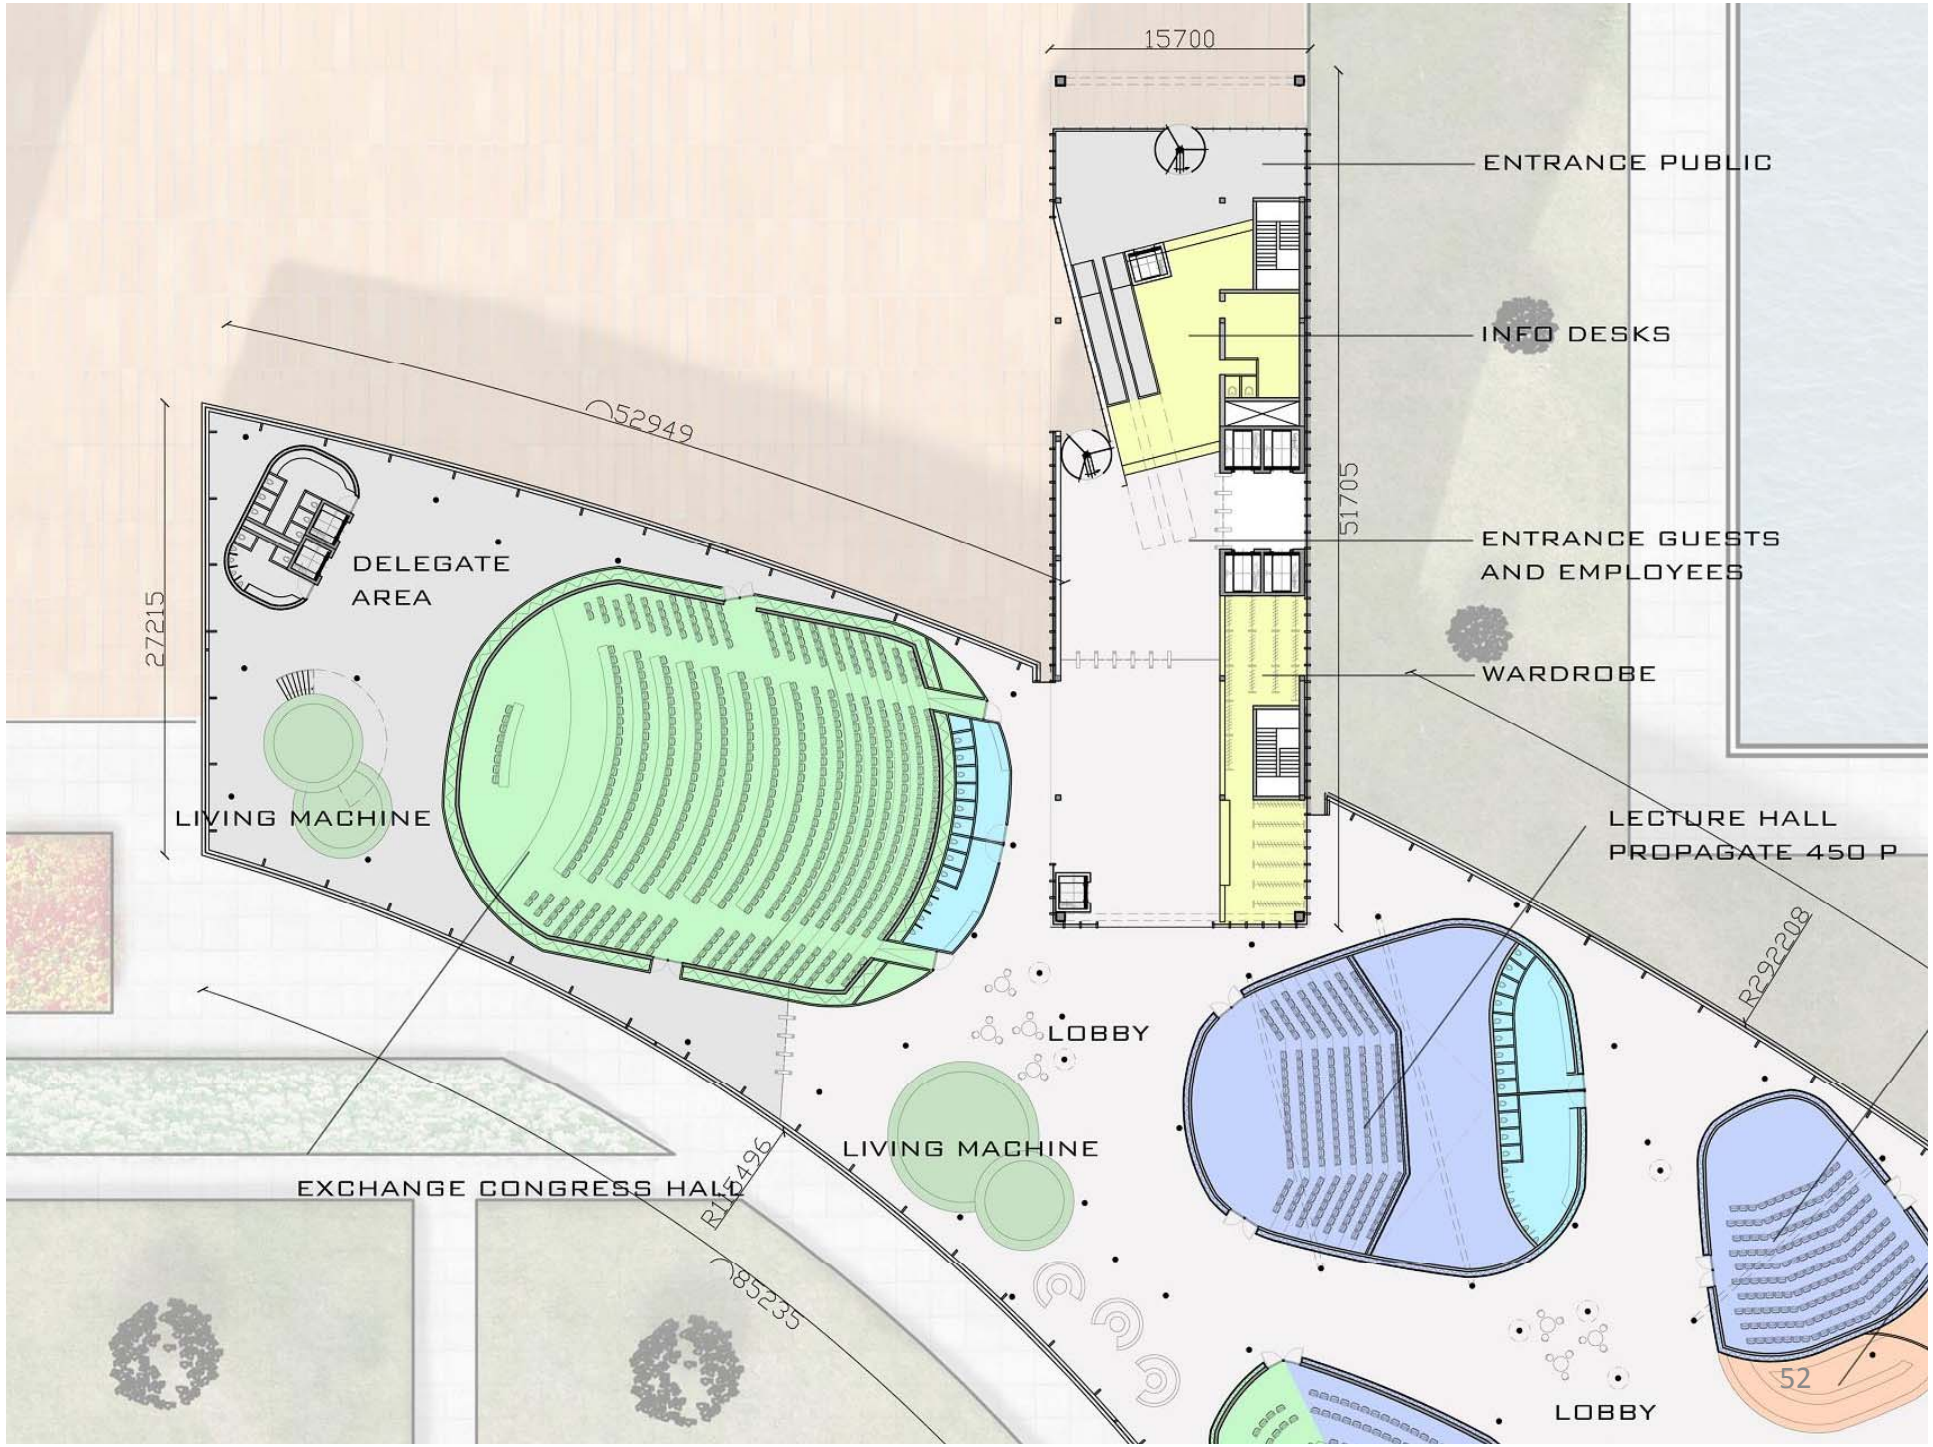 15700
ENTRANCE PUBLIC
INFO DESKS
52949
51705
ENTRANCE GUESTS
AND EMPLOYEES
DELEGATE
AREA
27215
WARDROBE
LIVING MACHINE
LECTURE HALL
PROPAGATE 450 P
R292208
LOBBY
LIVING MACHINE
EXCHANGE CONGRESS HALL
R115496
85235
52
LOBBY